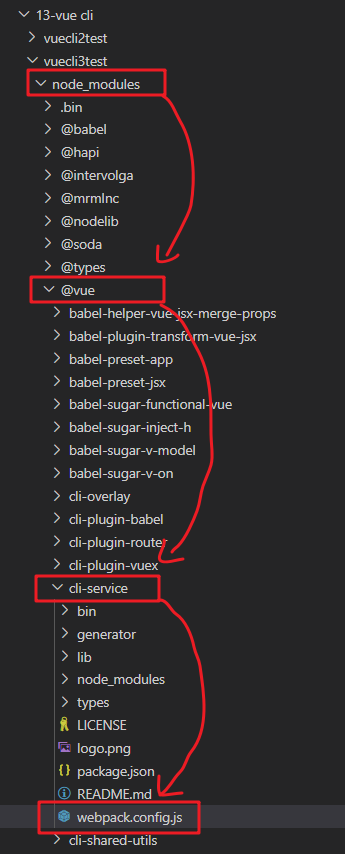 13-vue cli
vuecli2test
vuecli3test
node_modules
.bin
@babel
@hapi
@intervolga
@mrmlnc
@nodelib
@soda
@types
@vue
babel-helper-vue-jsx-merge-props
babel-plugin-transform-vue-jsx
babel-preset-app
babel-preset-jsx
babel-sugar-functional-vue
babel-sugar-inject-h
babel-sugar-v-model
babel-sugar-v-on
cli-overlay
cli-plugin-babel
cli-plugin-router
cli-plugin-vuex
cli-service
bin
generator
lib
node_modules
types
LICENSE
logo.png
package.json
README.md
webpack.config.js
cli-shared-utils